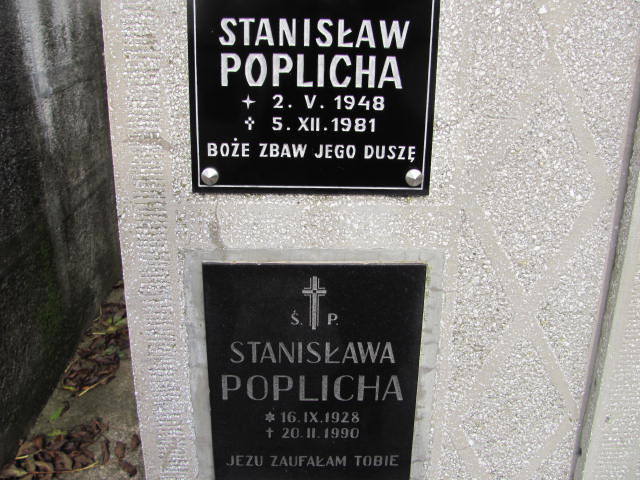 STANISŁAW
POPLICHA
2. V. 1948
† 5. XII. 1981
BOŻE ZBAW JEGO DUSZĘ
Ś. P.
STANISŁAWA
POPLICHA
* 16.IX.1928
† 20.II.1990
JEZU ZAUFAŁAM TOBIE